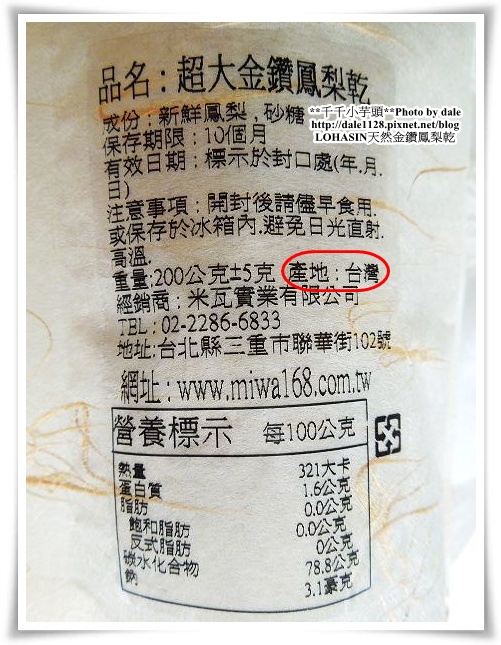 品名：超大金鑽鳳梨乾
**千千小芋頭**Photo by dale
http://dale1128.pixnet.net/blog
LOHASIN天然金鑽鳳梨乾
成份：新鮮鳳梨，砂糖
保存期限：10個月
有效日期：標示於封口處(年.月.
日)
注意事項：開封後請儘早食用.
或保存於冰箱內.避免日光直射.
高溫.
重量:200公克±5克 產地：台灣
經銷商：米瓦實業有限公司
TEL：02-2286-6833
地址:台北縣三重市聯華街102號
網址：www.miwa168.com.tw
營養標示 每100公克
熱量 321大卡
蛋白質 1.6公克
脂肪 0.0公克
飽和脂肪 0.0公克
反式脂肪 0公克
碳水化合物 78.8公克
鈉 3.1毫克